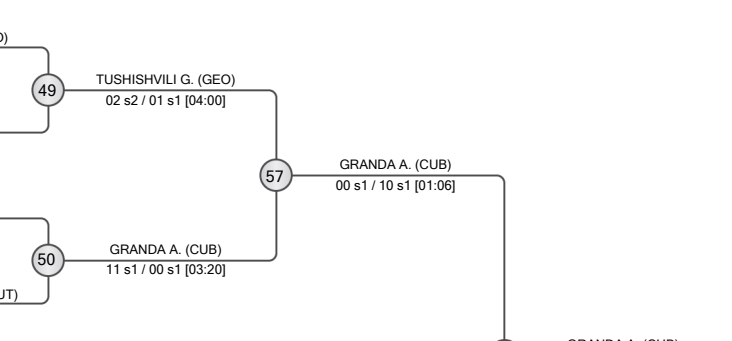 49
TUSHISHVILI G. (GEO)
02 s2 / 01 s1 [04:00]
57
GRANDA A. (CUB)
00 s1 / 10 s1 [01:06]
50
GRANDA A. (CUB)
11 s1 / 00 s1 [03:20]
UT)